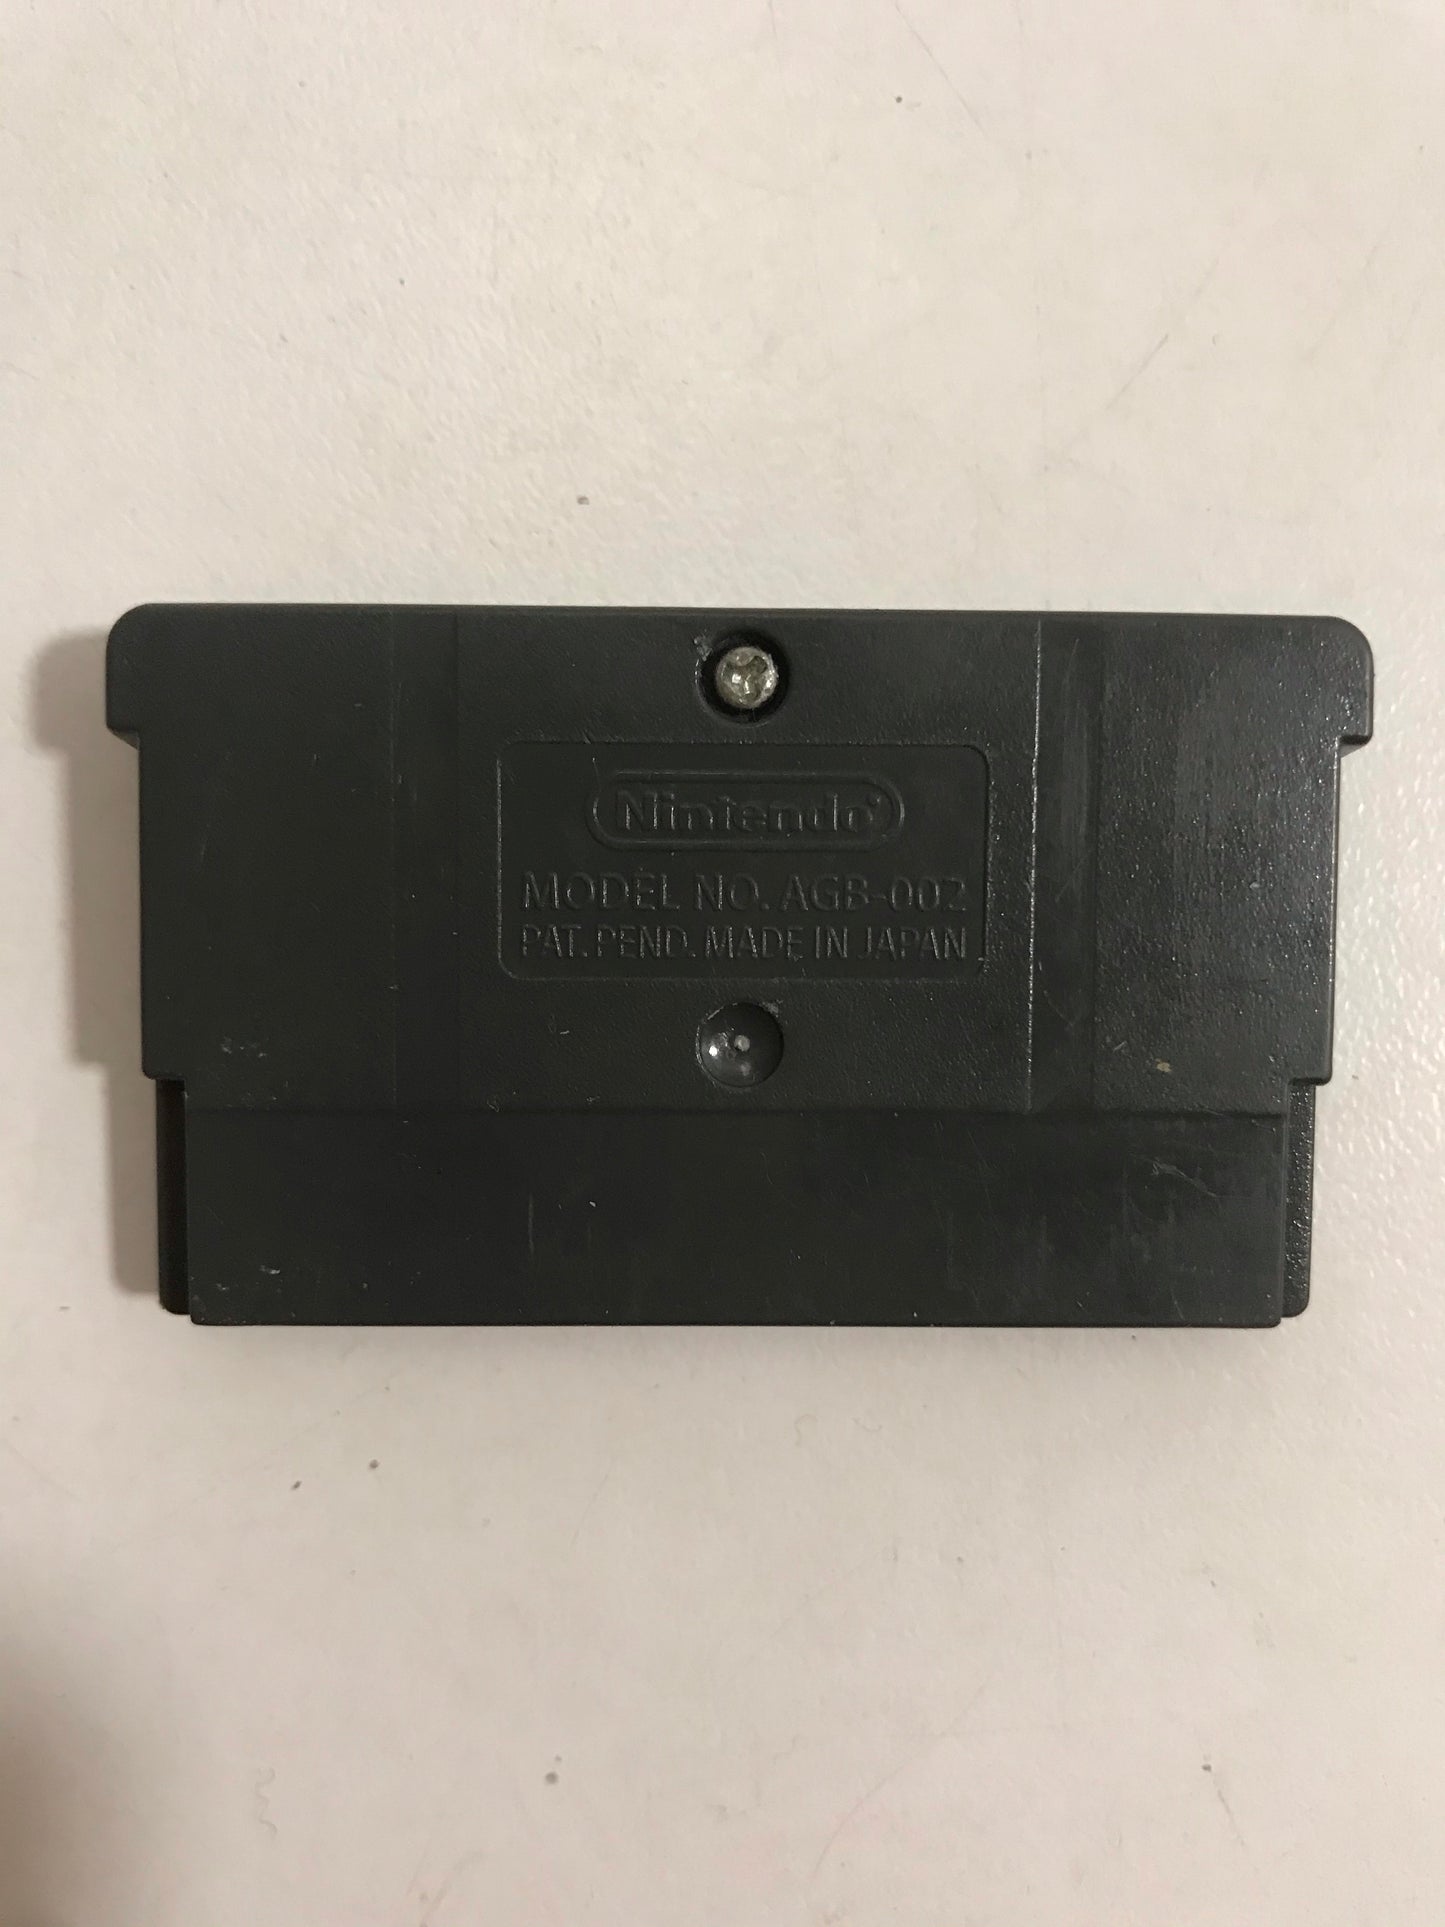 Nintendo®
MODEL NO. AGB-002
PAT. PEND. MADE IN JAPAN